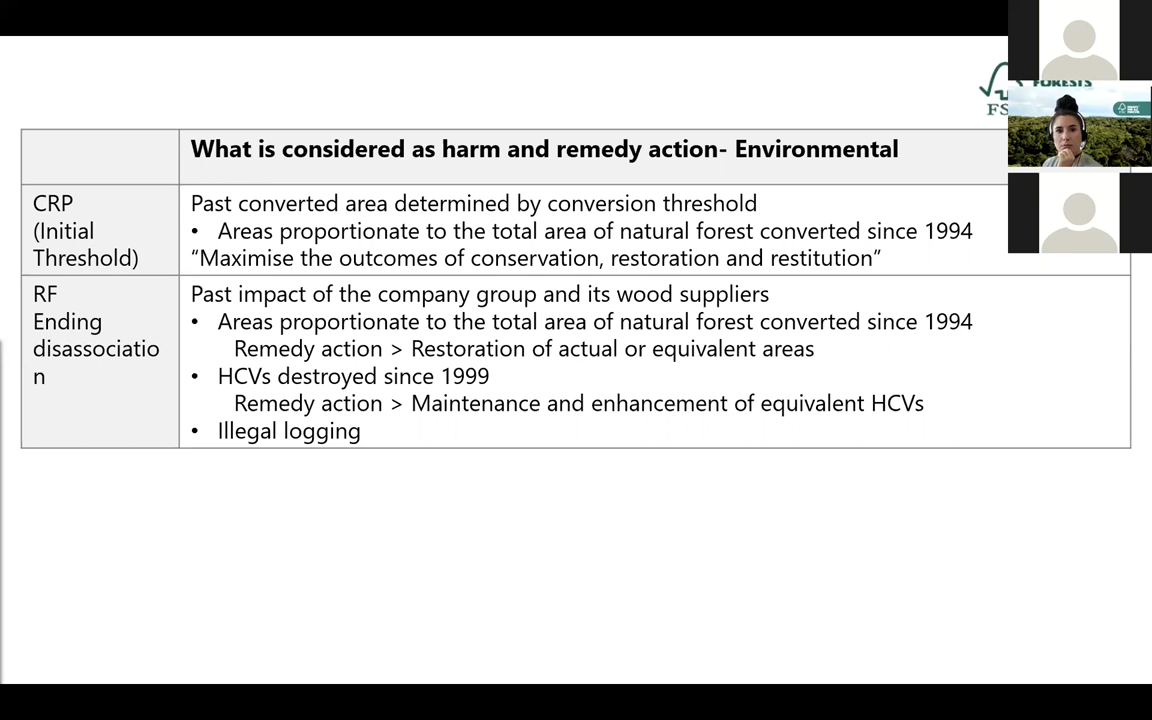 FORESTS
FS
What is considered as harm and remedy action- Environmental
CRP
(Initial
Threshold)
Past converted area determined by conversion threshold
• Areas proportionate to the total area of natural forest converted since 1994
“Maximise the outcomes of conservation, restoration and restitution”
RF
Ending
disassociatio
n
Past impact of the company group and its wood suppliers
• Areas proportionate to the total area of natural forest converted since 1994
Remedy action > Restoration of actual or equivalent areas
• HCVs destroyed since 1999
Remedy action > Maintenance and enhancement of equivalent HCVs
• Illegal logging